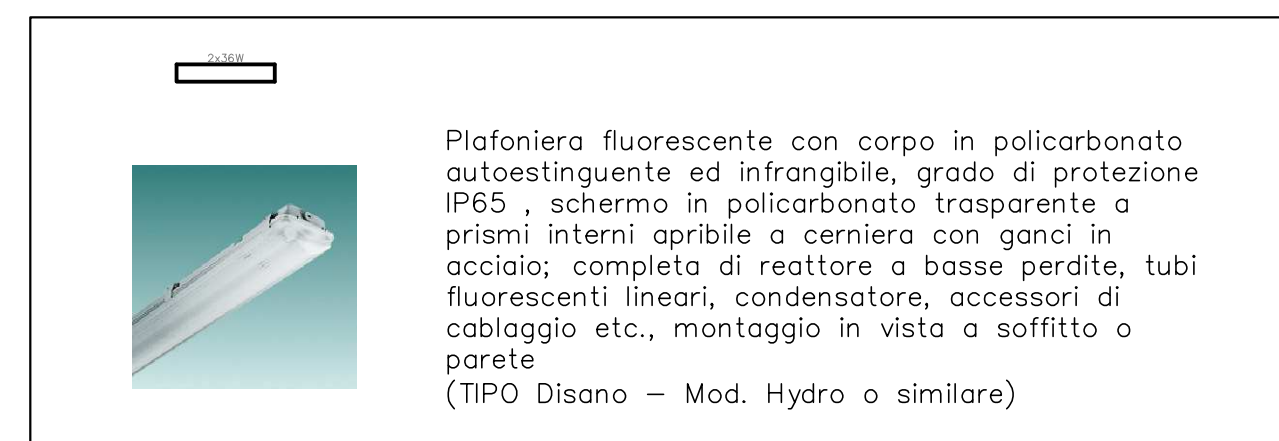 2x36W
Plafoniera fluorescente con corpo in policarbonato
autoestinguente ed infrangibile, grado di protezione
IP65 , schermo in policarbonato trasparente a
prismi interni apribile a cerniera con ganci in
acciaio; completa di reattore a basse perdite, tubi
fluorescenti lineari, condensatore, accessori di
cablaggio etc., montaggio in vista a soffitto o
parete
(TIPO Disano – Mod. Hydro o similare)